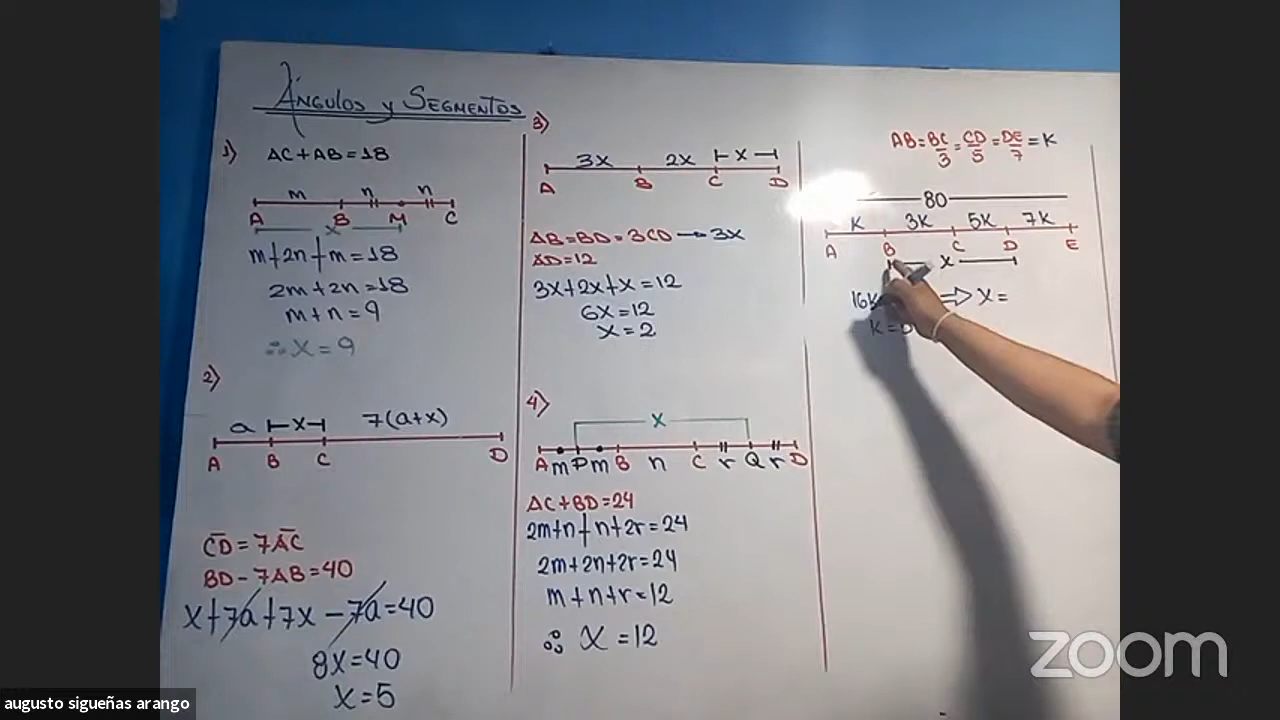 Ángulos y Segmentos
1) AC + AB = 18
m n n
A B M C
x
m + 2n + m = 18
2m + 2n = 18
m + n = 9
∴ x = 9
2)
a x 7(a+x)
A B C D
CD = 7AC
BD - 7AB = 40
x + 7a + 7x - 7a = 40
8x = 40
x = 5
3)
3x 2x x
A B C D
AB = BD = 3CD → 3x
AD = 12
3x + 2x + x = 12
6x = 12
x = 2
4)
x
A m P m B n C r Q r D
AC + BD = 24
2m + n + n + 2r = 24
2m + 2n + 2r = 24
m + n + r = 12
∴ x = 12
AB = BC/3 = CD/5 = DE/7 = K
80
K 3K 5K 7K
A B C D E
x
16K ⇒ x =
K =
zoom
augusto sigueñas arango